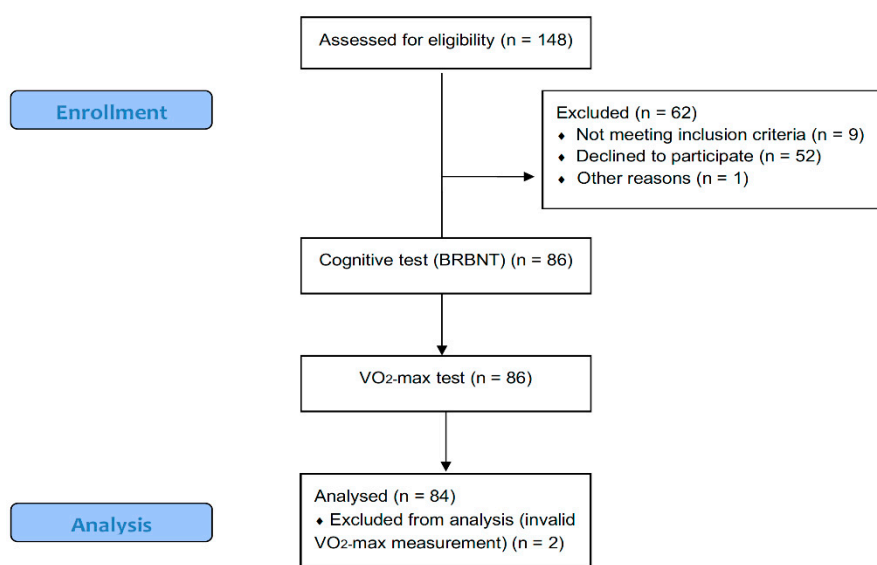 Assessed for eligibility (n = 148)
Enrollment
Excluded (n = 62)
♦ Not meeting inclusion criteria (n = 9)
♦ Declined to participate (n = 52)
♦ Other reasons (n = 1)
Cognitive test (BRBNT) (n = 86)
VO2-max test (n = 86)
Analysis
Analysed (n = 84)
♦ Excluded from analysis (invalid
VO2-max measurement) (n = 2)